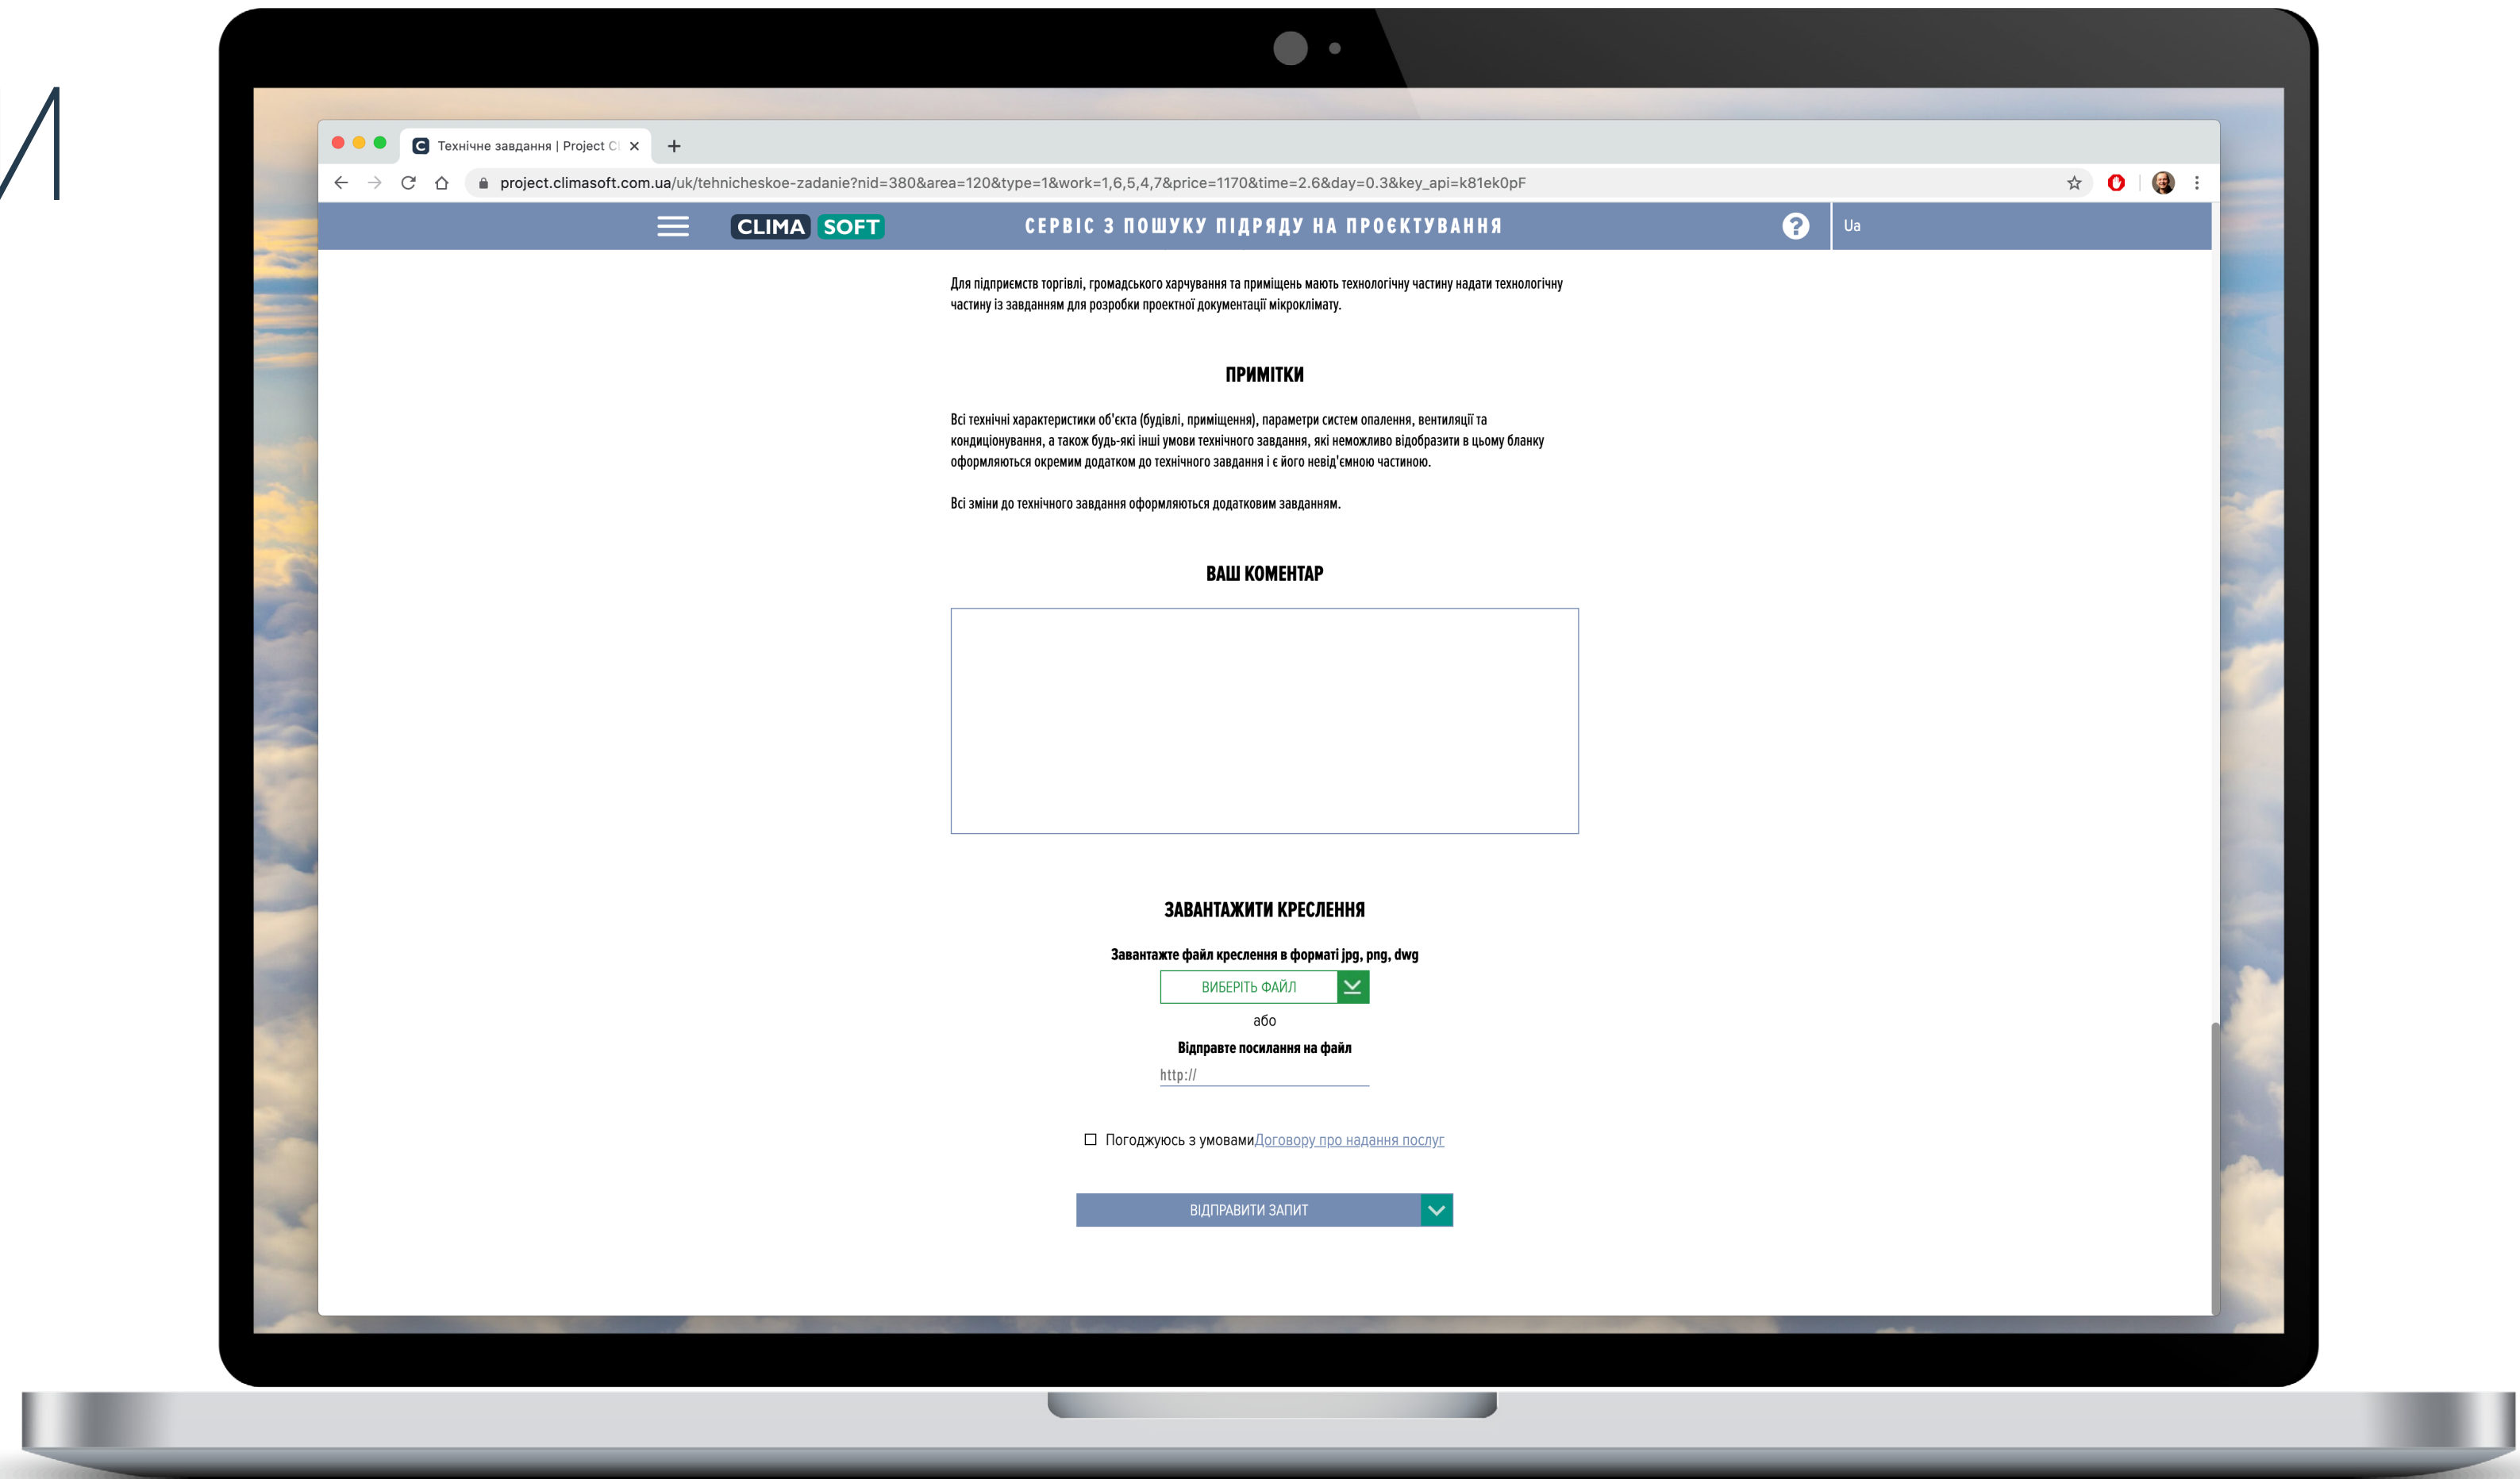 И
Технічне завдання | Project C
project.climasoft.com.ua/uk/tehnicheskoe-zadanie?nid=380&area=120&type=1&work=1,6,5,4,7&price=1170&time=2.6&day=0.3&key_api=k81ek0pF
CLIMA SOFT
СЕРВІС З ПОШУКУ ПІДРЯДУ НА ПРОЄКТУВАННЯ
?
Ua
Для підприємств торгівлі, громадського харчування та приміщень мають технологічну частину надати технологічну
частину із завданням для розробки проектної документації мікроклімату.
ПРИМІТКИ
Всі технічні характеристики об'єкта (будівлі, приміщення), параметри систем опалення, вентиляції та
кондиціонування, а також будь-які інші умови технічного завдання, які неможливо відобразити в цьому бланку
оформляються окремим додатком до технічного завдання і є його невід'ємною частиною.
Всі зміни до технічного завдання оформляються додатковим завданням.
ВАШ КОМЕНТАР
ЗАВАНТАЖИТИ КРЕСЛЕННЯ
Завантажте файл креслення в форматі jpg, png, dwg
ВИБЕРІТЬ ФАЙЛ
або
Відправте посилання на файл
http://
Погоджуюсь з умовамиДоговору про надання послуг
ВІДПРАВИТИ ЗАПИТ